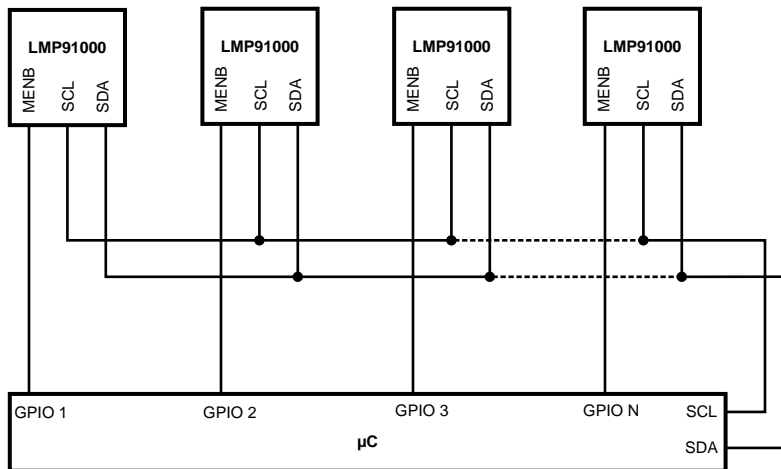 LMP91000
LMP91000
LMP91000
LMP91000
MENB
SCL
SDA
MENB
SCL
SDA
MENB
SCL
SDA
MENB
SCL
SDA
GPIO 1
GPIO 2
GPIO 3
GPIO N
SCL
µC
SDA